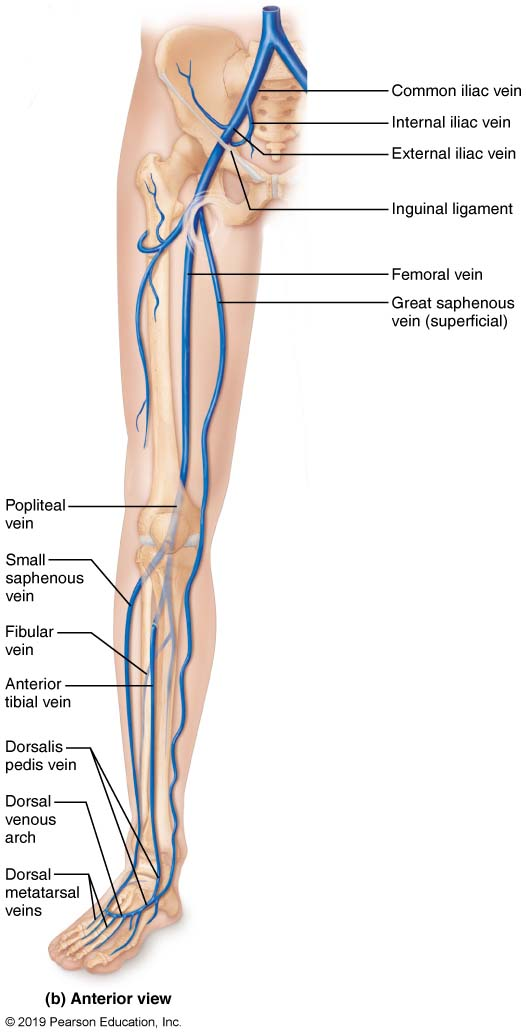 Common iliac vein
Internal iliac vein
External iliac vein
Inguinal ligament
Femoral vein
Great saphenous
vein (superficial)
Popliteal
vein
Small
saphenous
vein
Fibular
vein
Anterior
tibial vein
Dorsalis
pedis vein
Dorsal
venous
arch
Dorsal
metatarsal
veins
(b) Anterior view
© 2019 Pearson Education, Inc.